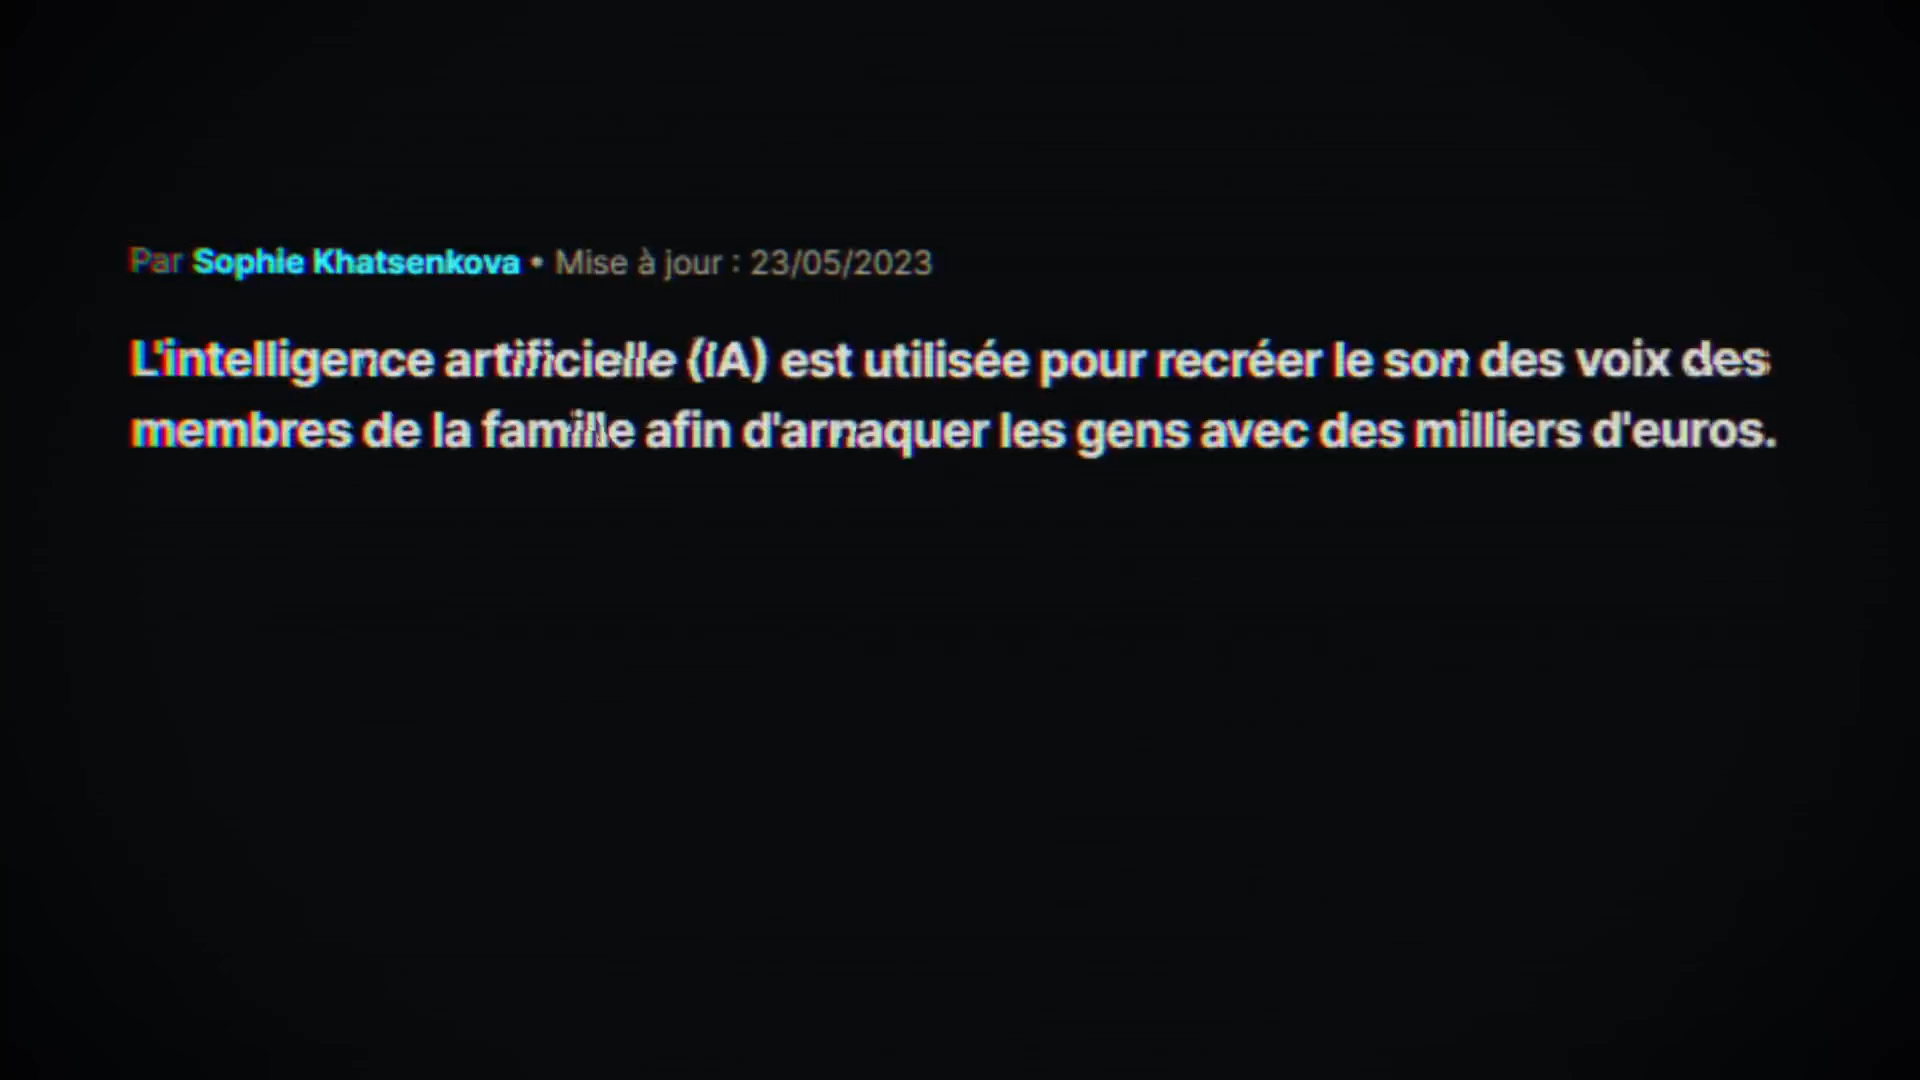 Par Sophie Khatsenkova • Mise à jour : 23/05/2023
L'intelligence artificielle (IA) est utilisée pour recréer le son des voix des
membres de la famille afin d'arnaquer les gens avec des milliers d'euros.